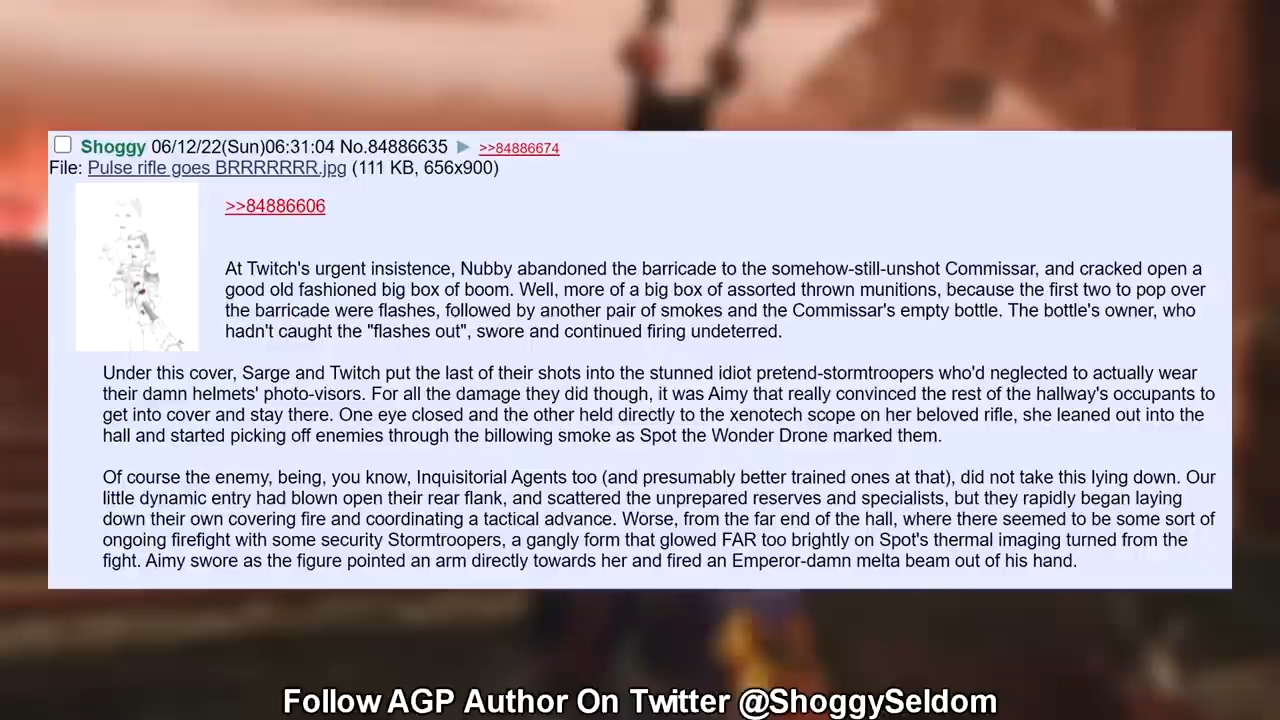 Shoggy 06/12/22(Sun)06:31:04 No.84886635 ▶ >>84886674
File: Pulse rifle goes BRRRRRRR.jpg (111 KB, 656x900)
>>84886606
At Twitch's urgent insistence, Nubby abandoned the barricade to the somehow-still-unshot Commissar, and cracked open a
good old fashioned big box of boom. Well, more of a big box of assorted thrown munitions, because the first two to pop over
the barricade were flashes, followed by another pair of smokes and the Commissar's empty bottle. The bottle's owner, who
hadn't caught the "flashes out", swore and continued firing undeterred.
Under this cover, Sarge and Twitch put the last of their shots into the stunned idiot pretend-stormtroopers who'd neglected to actually wear
their damn helmets' photo-visors. For all the damage they did though, it was Aimy that really convinced the rest of the hallway's occupants to
get into cover and stay there. One eye closed and the other held directly to the xenotech scope on her beloved rifle, she leaned out into the
hall and started picking off enemies through the billowing smoke as Spot the Wonder Drone marked them.
Of course the enemy, being, you know, Inquisitorial Agents too (and presumably better trained ones at that), did not take this lying down. Our
little dynamic entry had blown open their rear flank, and scattered the unprepared reserves and specialists, but they rapidly began laying
down their own covering fire and coordinating a tactical advance. Worse, from the far end of the hall, where there seemed to be some sort of
ongoing firefight with some security Stormtroopers, a gangly form that glowed FAR too brightly on Spot's thermal imaging turned from the
fight. Aimy swore as the figure pointed an arm directly towards her and fired an Emperor-damn melta beam out of his hand.
Follow AGP Author On Twitter @ShoggySeldom